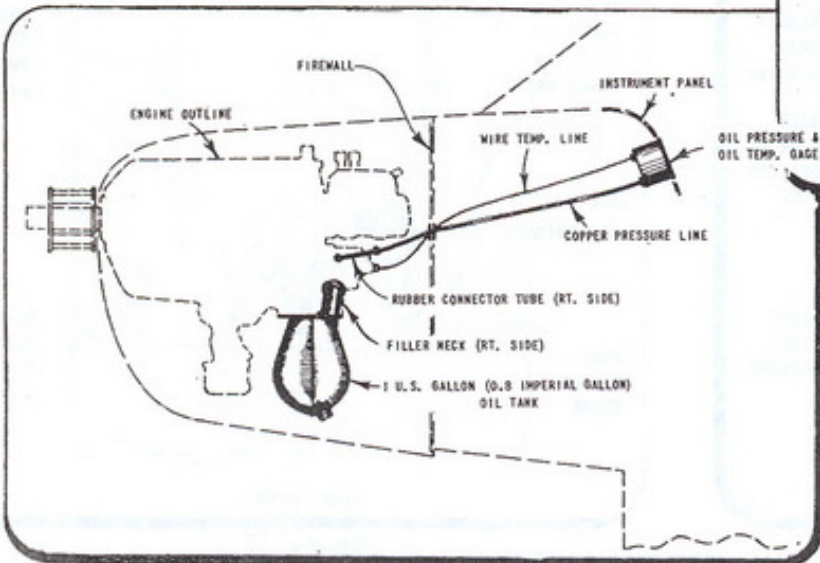 FIREWALL
INSTRUMENT PANEL
ENGINE OUTLINE
WIRE TEMP. LINE
OIL PRESSURE &
OIL TEMP. GAGE
COPPER PRESSURE LINE
RUBBER CONNECTOR TUBE (RT. SIDE)
FILLER NECK (RT. SIDE)
1 U.S. GALLON (0.8 IMPERIAL GALLON)
OIL TANK